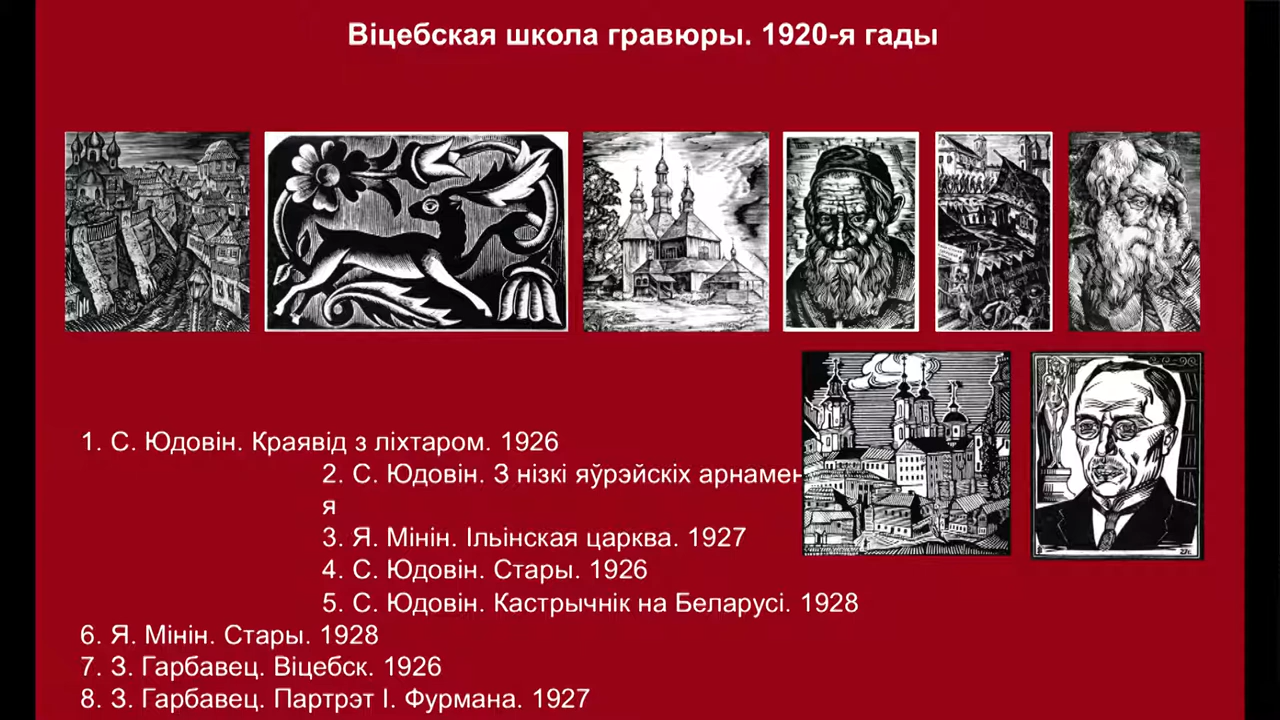 Віцебская школа гравюры. 1920-я гады
1. С. Юдовін. Краявід з ліхтаром. 1926
2. С. Юдовін. З нізкі яўрэйскіх
я
3. Я. Мінін. Ільінская царква. 1927
4. С. Юдовін. Стары. 1926
5. С. Юдовін. Кастрычнік на Беларусі. 1928
6. Я. Мінін. Стары. 1928
7. З. Гарбавец. Віцебск. 1926
8. З. Гарбавец. Партрэт І. Фурмана. 1927